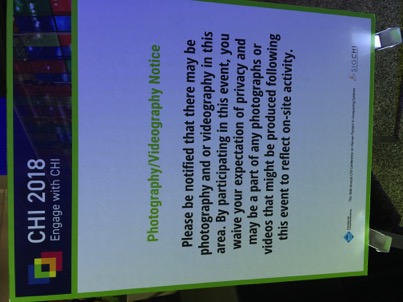 CHI 2018
Engage with CHI
Photography/Videography Notice
Please be notified that there may be
photography and or videography in this
area. By participating in this event, you
waive your expectation of privacy and
may be a part of any photographs or
videos that might be produced following
this event to reflect on-site activity.
SIGCHI